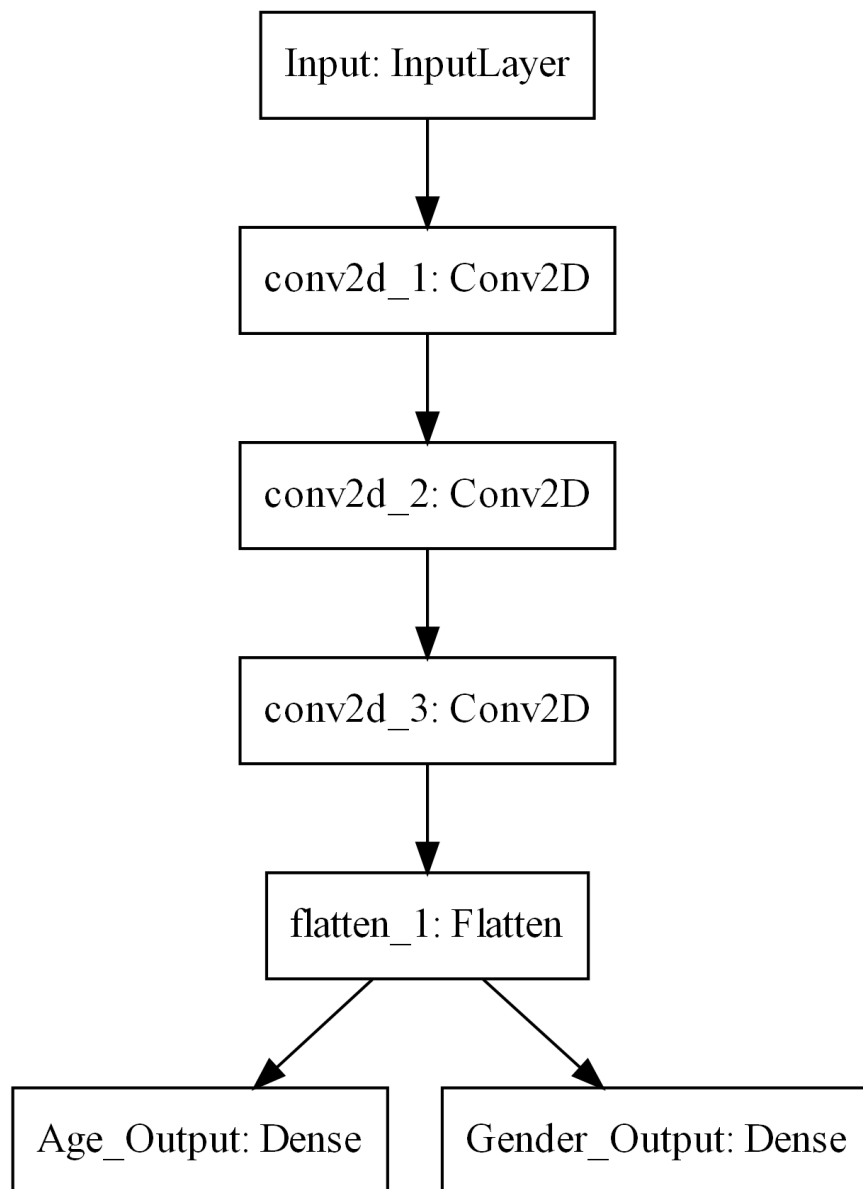 Input: InputLayer
conv2d_1: Conv2D
conv2d_2: Conv2D
conv2d_3: Conv2D
flatten_1: Flatten
Age_Output: Dense
Gender_Output: Dense